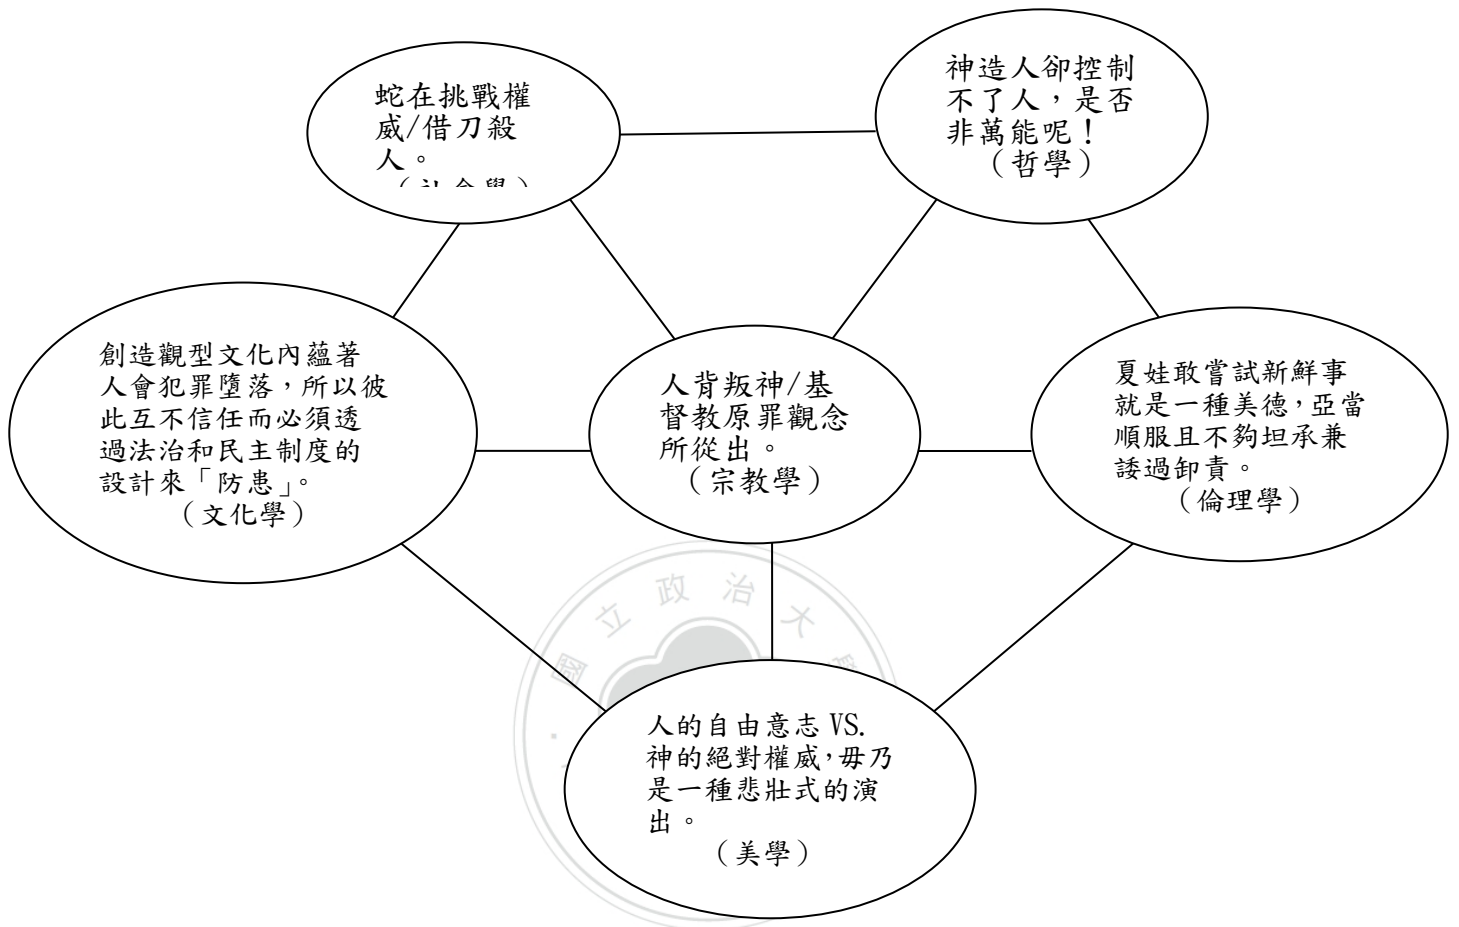 蛇在挑戰權
威/借刀殺
人。
神造人卻控制
不了人，是否
非萬能呢！
（哲學）
創造觀型文化內蘊著
人會犯罪墮落，所以彼
此互不信任而必須透
過法治和民主制度的
設計來「防患」。
（文化學）
人背叛神/基
督教原罪觀念
所從出。
（宗教學）
夏娃敢嘗試新鮮事
就是一種美德，亞當
順服且不夠坦承兼
諉過卸責。
（倫理學）
國立政治大
人的自由意志 VS.
神的絕對權威，毋乃
是一種悲壯式的演
出。
（美學）